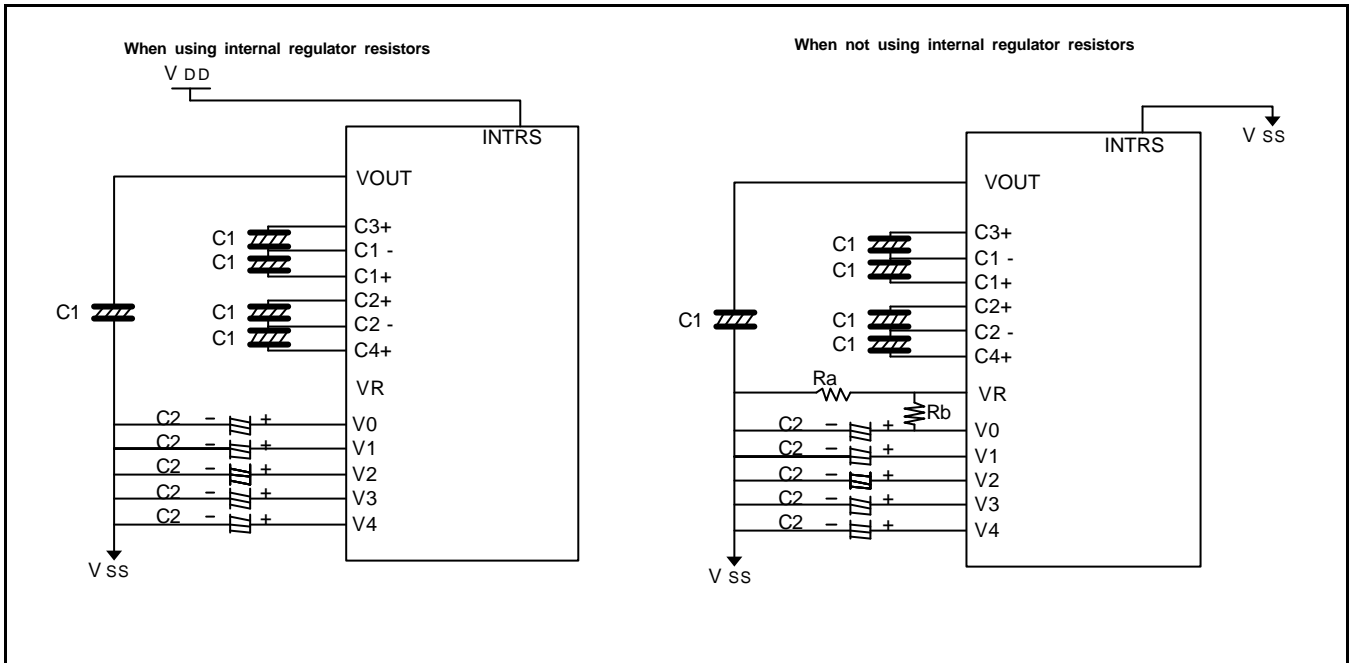 When using internal regulator resistors
V DD
INTRS
VOUT
C3+
C1 C1 -
C1 C1+
C2+
C1 C1 C2 -
C1 C4+
VR
C2 - + V0
C2 - + V1
C2 - + V2
C2 - + V3
C2 - + V4
V SS
When not using internal regulator resistors
INTRS
V SS
VOUT
C3+
C1 C1 -
C1 C1+
C2+
C1 C1 C2 -
C1 C4+
Ra VR
Rb
C2 - + V0
C2 - + V1
C2 - + V2
C2 - + V3
C2 - + V4
V SS